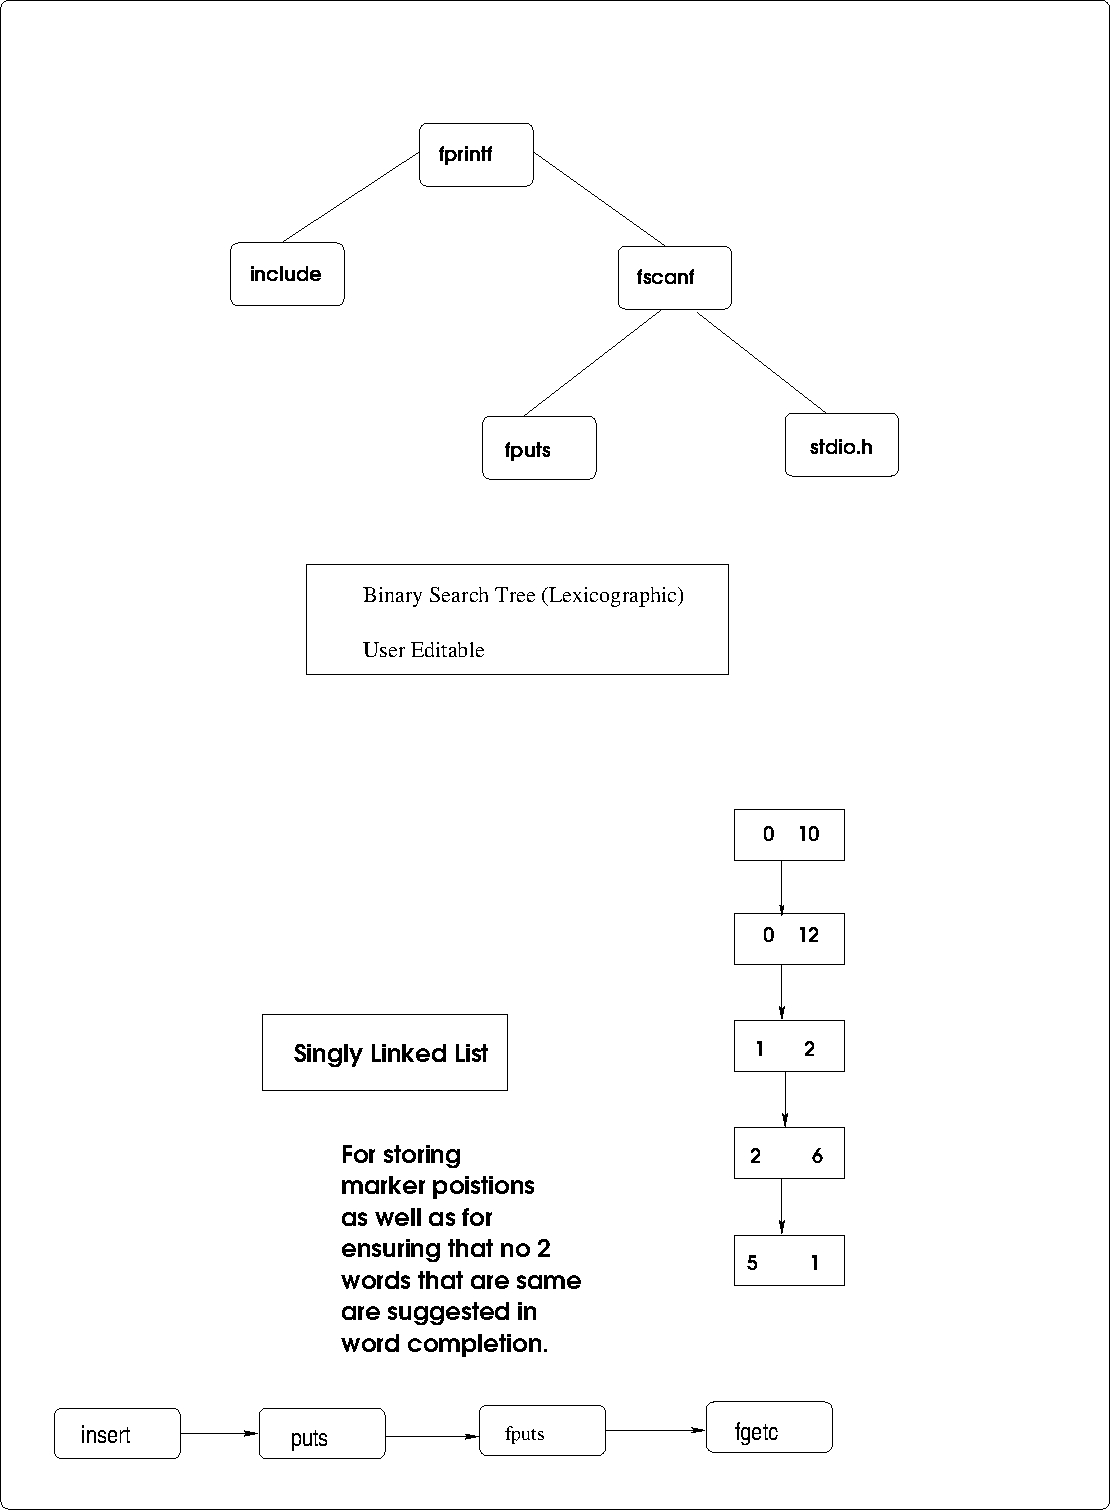 fprintf
include
fscanf
fputs
stdio.h
Binary Search Tree (Lexicographic)
User Editable
0 10
0 12
1 2
2 6
5 1
Singly Linked List
For storing
marker poistions
as well as for
ensuring that no 2
words that are same
are suggested in
word completion.
insert
puts
fputs
fgetc